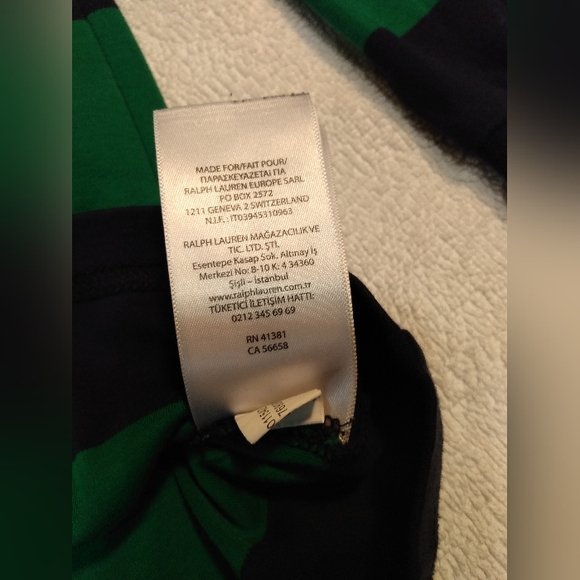 MADE FOR/FAIT POUR/
ΠΑΡΑΣΚΕΥΑΖΕΤΑΙ ΓΙΑ
RALPH LAUREN EUROPE SARL
PO BOX 2572
1211 GENEVA 2 SWITZERLAND
N.I.F. : IT03945310963
RALPH LAUREN MAĞAZACILIK VE
TİC. LTD. ŞTİ.
Esentepe Kasap Sok. Altınay iş
Merkezi No: 8-10 K: 4 34360
Şişli – istanbul
www.ralphlauren.com.tr
TÜKETİCİ İLETİŞİM HATTI:
0212 345 69 69
RN 41381
CA 56658